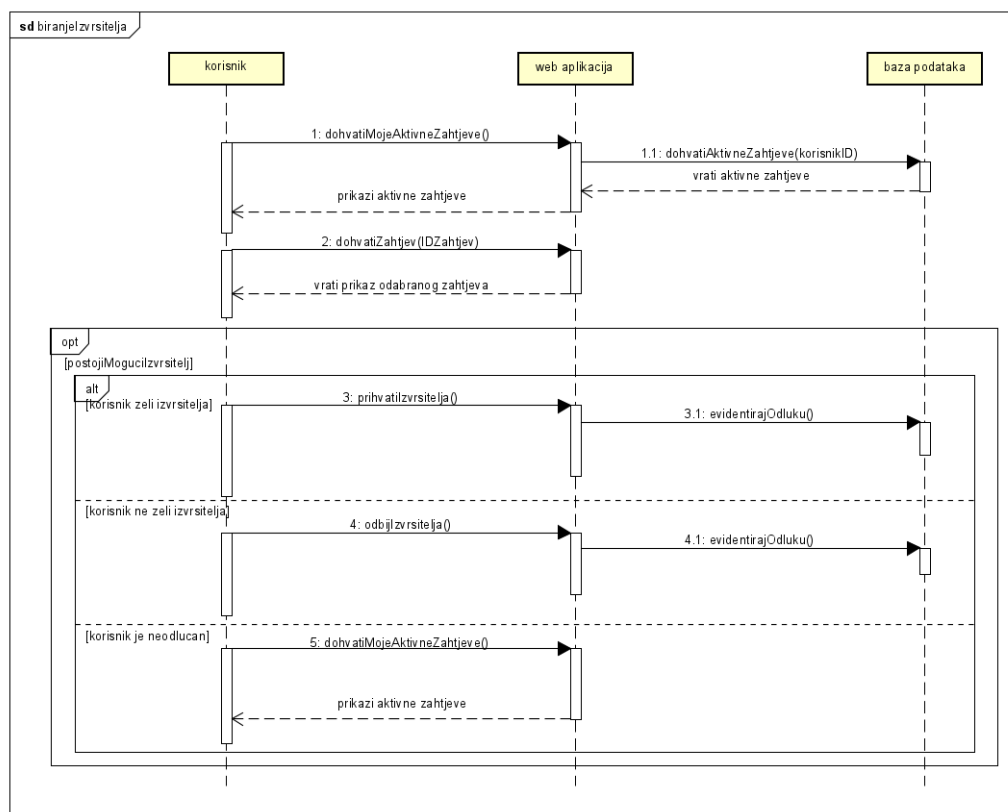 sd biranjeIzvrsitelja
korisnik
web aplikacija
baza podataka
1: dohvatiMojeAktivneZahtjeve()
1.1: dohvatiAktivneZahtjeve(korisnikID)
vrati aktivne zahtjeve
prikazi aktivne zahtjeve
2: dohvatiZahtjev(IDZahtjev)
vrati prikaz odabranog zahtjeva
opt
[postojiMoguciIzvrsitelj]
alt
[korisnik zeli izvrsitelja]
3: prihvatiIzvrsitelja()
3.1: evidentirajOdluku()
[korisnik ne zeli izvrsitelja]
4: odbijIzvrsitelja()
4.1: evidentirajOdluku()
[korisnik je neodlucan]
5: dohvatiMojeAktivneZahtjeve()
prikazi aktivne zahtjeve